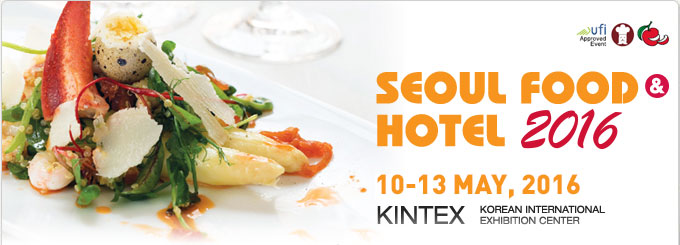 ufi
Approved
Event
SEOUL FOOD &
HOTEL 2016
10-13 MAY, 2016
KINTEX KOREAN INTERNATIONAL
EXHIBITION CENTER